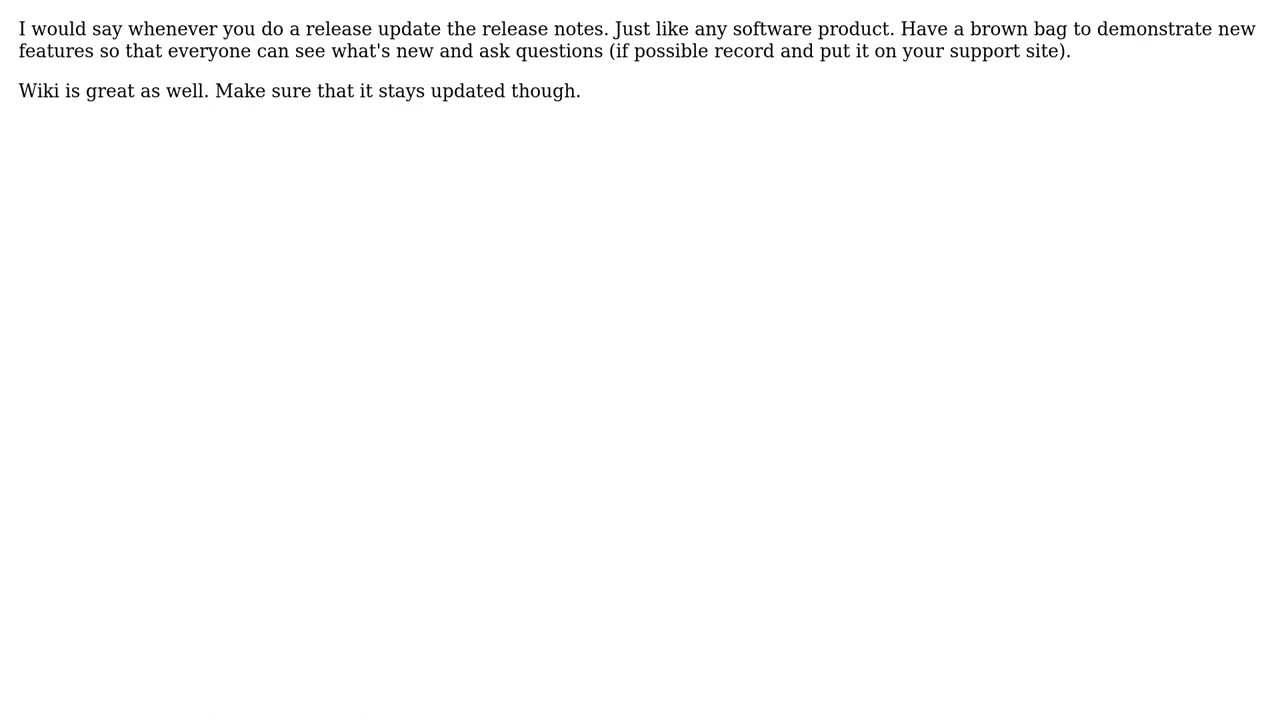 I would say whenever you do a release update the release notes. Just like any software product. Have a brown bag to demonstrate new
features so that everyone can see what's new and ask questions (if possible record and put it on your support site).
Wiki is great as well. Make sure that it stays updated though.